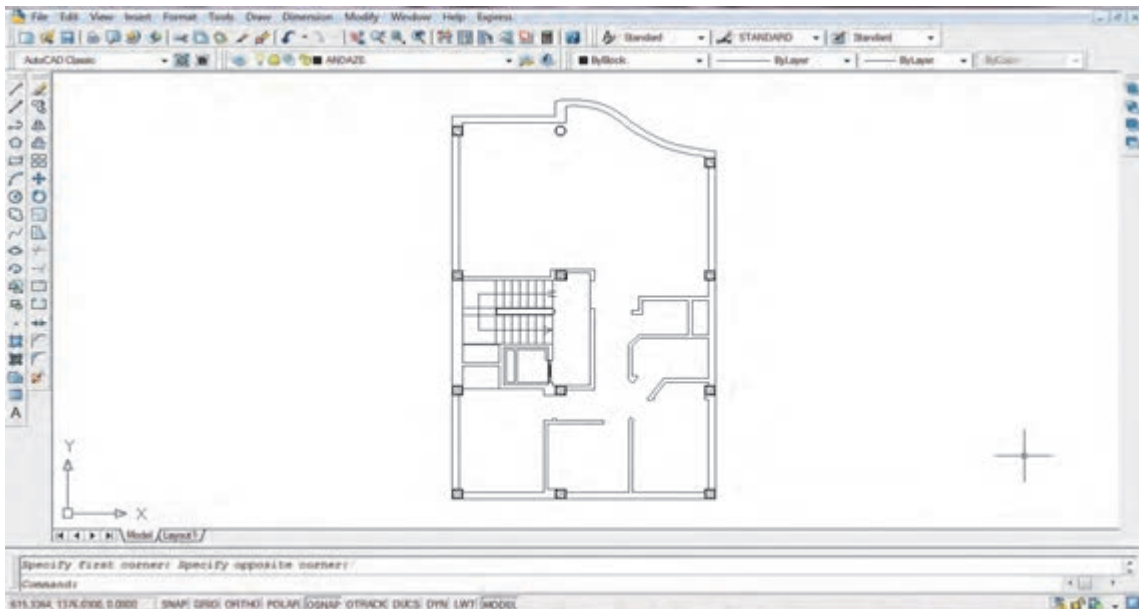 File Edit View Insert Format Tools Draw Dimension Modify Window Help Express
Standard STANDARD Standard
AutoCAD Classic ANDAZE ByBlock ByLayer ByLayer ByColor
A
Y
X
Model Layout1
Specify first corner: Specify opposite corner:
Command:
0.0000 SNAP GRID ORTHO POLAR OSNAP OTRACK DUCS DYN LWT MODEL